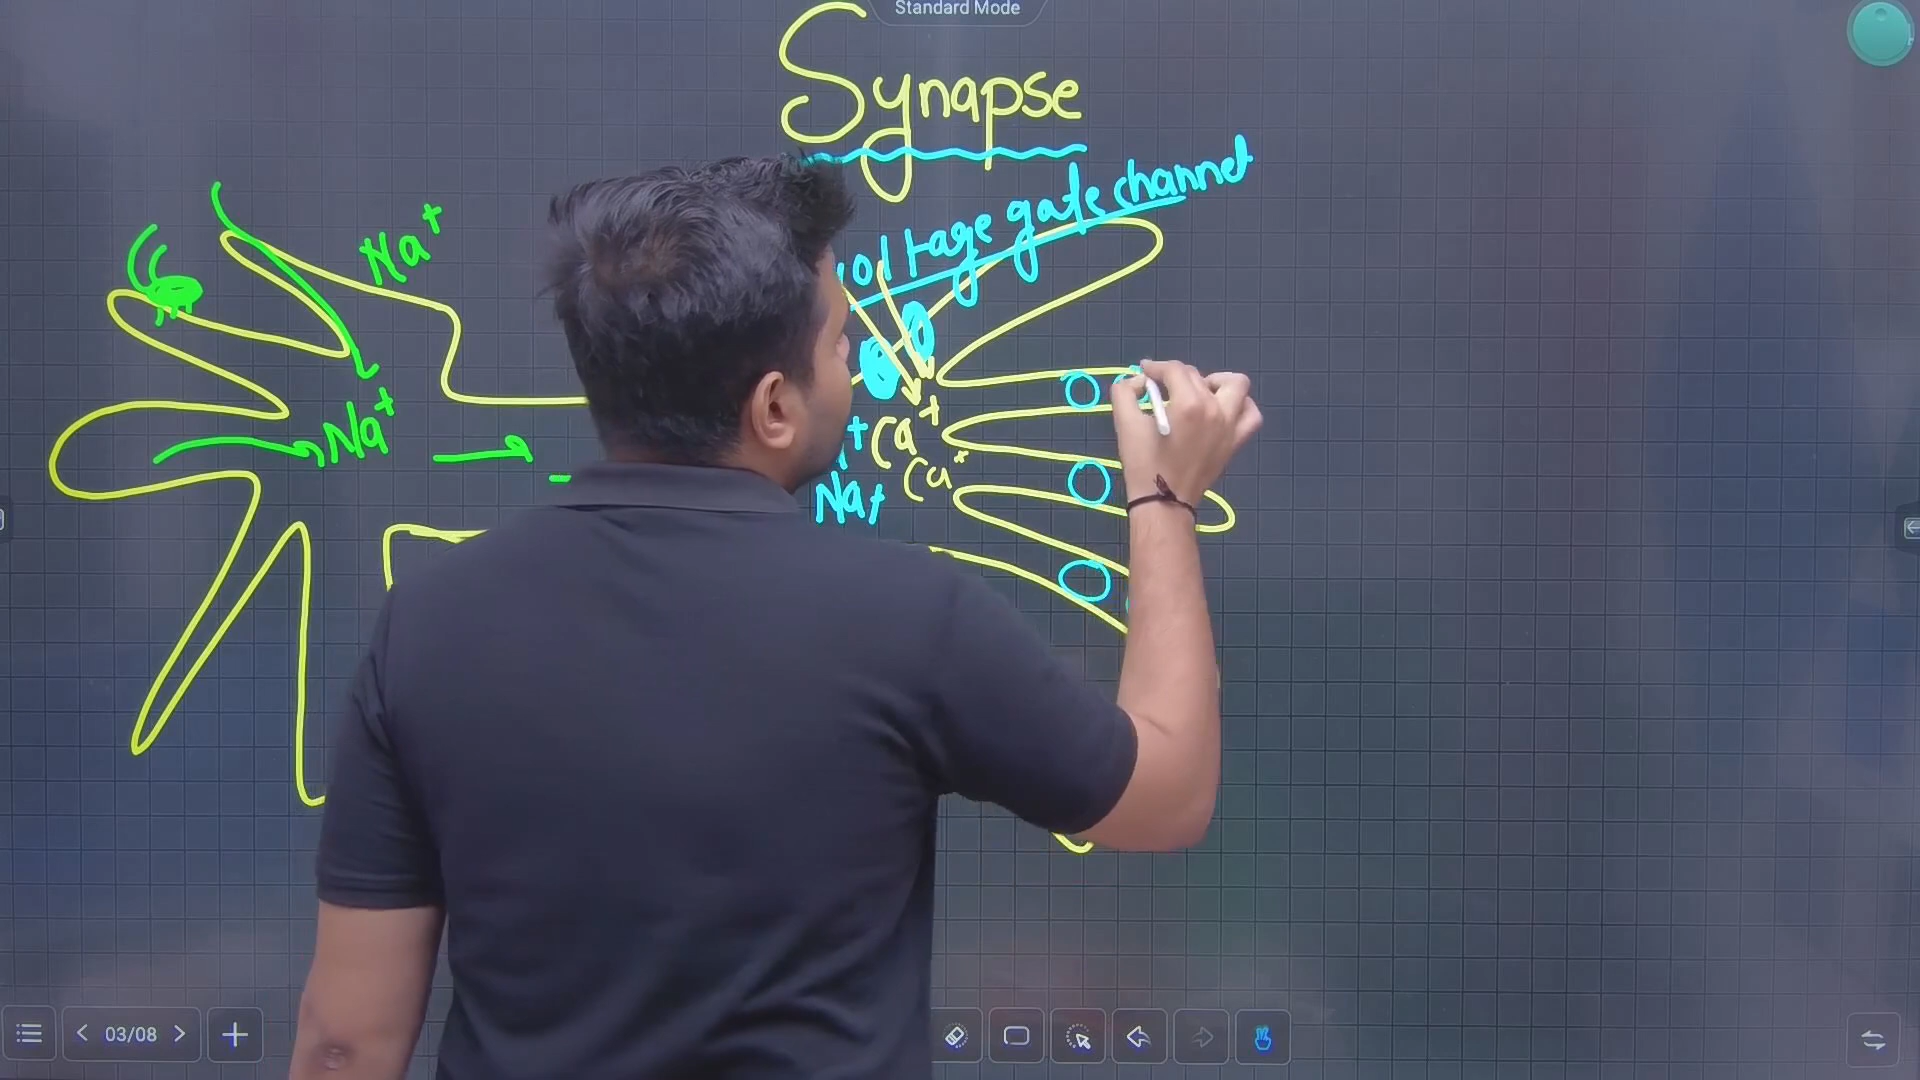 Standard Mode
Synapse
voltage gate channel
Na+
Na+
+
Ca+
Ca+
Na+
03/08